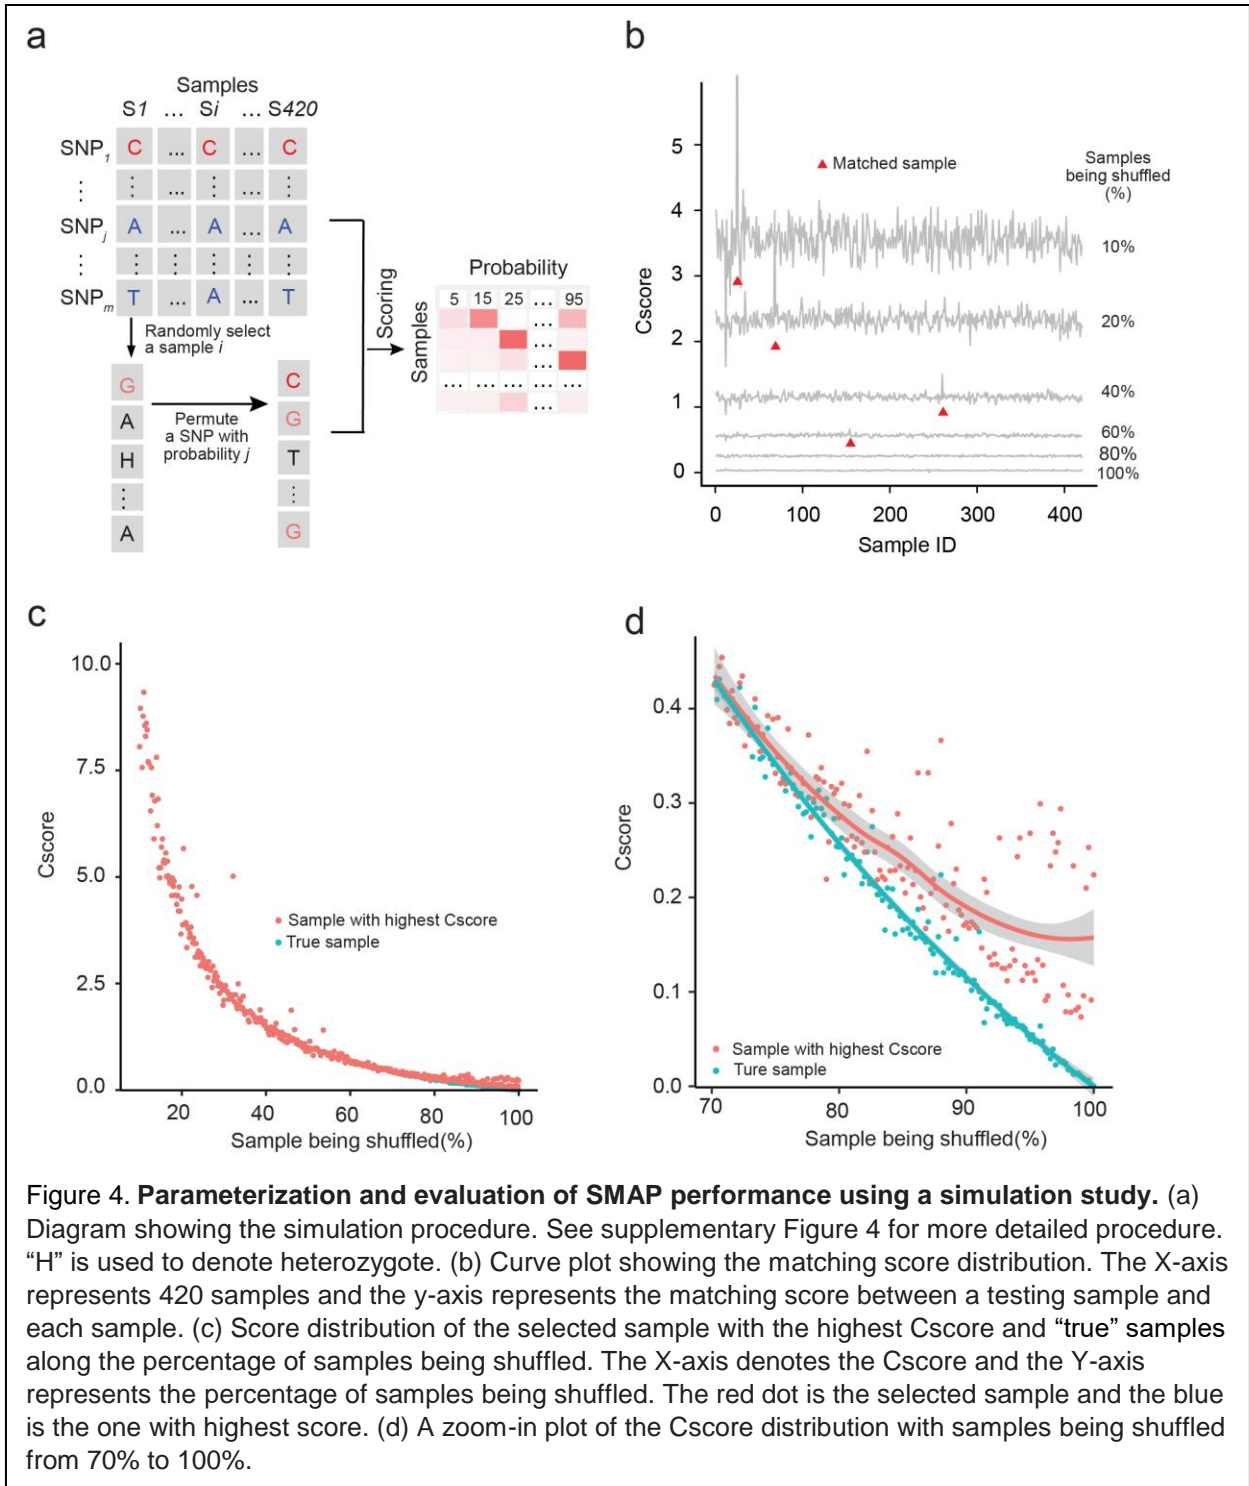 a
Samples
S1 ... Si ... S420
SNP1 C ... C ... C
⋮ ⋮ ... ⋮ ... ⋮
SNPj A ... A ... A
⋮ ⋮ ⋮ ⋮ ⋮ ⋮
SNPm T ... A ... T
Randomly select
a sample i
G
A
H
⋮
A
Permute
a SNP with
probability j
C
G
T
⋮
G
Scoring
Probability
Samples
5 15 25 ... 95
...
...
...
... ... ... ... ...
...
b
Cscore
5
4
3
2
1
0
Matched sample
Samples
being shuffled
(%)
10%
20%
40%
60%
80%
100%
0 100 200 300 400
Sample ID
c
Cscore
10.0
7.5
5.0
2.5
0.0
Sample with highest Cscore
True sample
20 40 60 80 100
Sample being shuffled(%)
d
Cscore
0.4
0.3
0.2
0.1
0.0
Sample with highest Cscore
Ture sample
70 80 90 100
Sample being shuffled(%)
Figure 4. Parameterization and evaluation of SMAP performance using a simulation study. (a)
Diagram showing the simulation procedure. See supplementary Figure 4 for more detailed procedure.
“H” is used to denote heterozygote. (b) Curve plot showing the matching score distribution. The X-axis
represents 420 samples and the y-axis represents the matching score between a testing sample and
each sample. (c) Score distribution of the selected sample with the highest Cscore and “true” samples
along the percentage of samples being shuffled. The X-axis denotes the Cscore and the Y-axis
represents the percentage of samples being shuffled. The red dot is the selected sample and the blue
is the one with highest score. (d) A zoom-in plot of the Cscore distribution with samples being shuffled
from 70% to 100%.